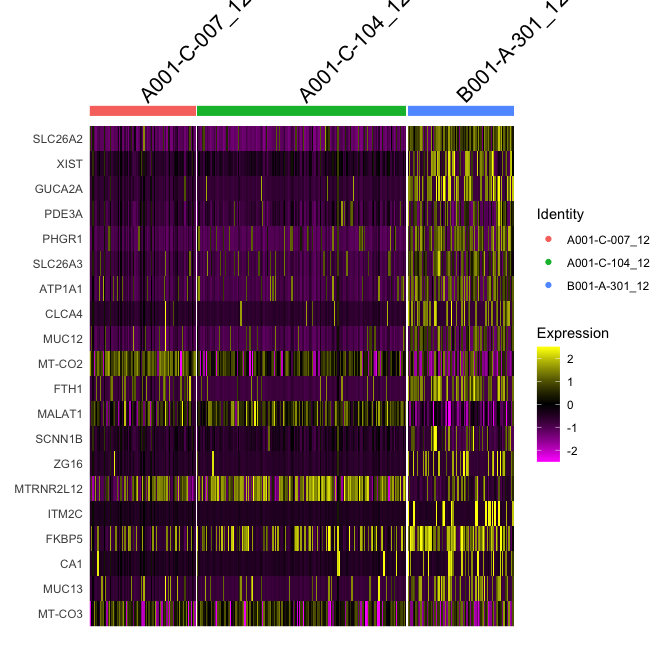 A001-C-007_12
A001-C-104_12
B001-A-301_12
SLC26A2
XIST
GUCA2A
PDE3A
PHGR1
SLC26A3
ATP1A1
CLCA4
MUC12
MT-CO2
FTH1
MALAT1
SCNN1B
ZG16
MTRNR2L12
ITM2C
FKBP5
CA1
MUC13
MT-CO3
Identity
A001-C-007_12
A001-C-104_12
B001-A-301_12
Expression
2
1
0
-1
-2